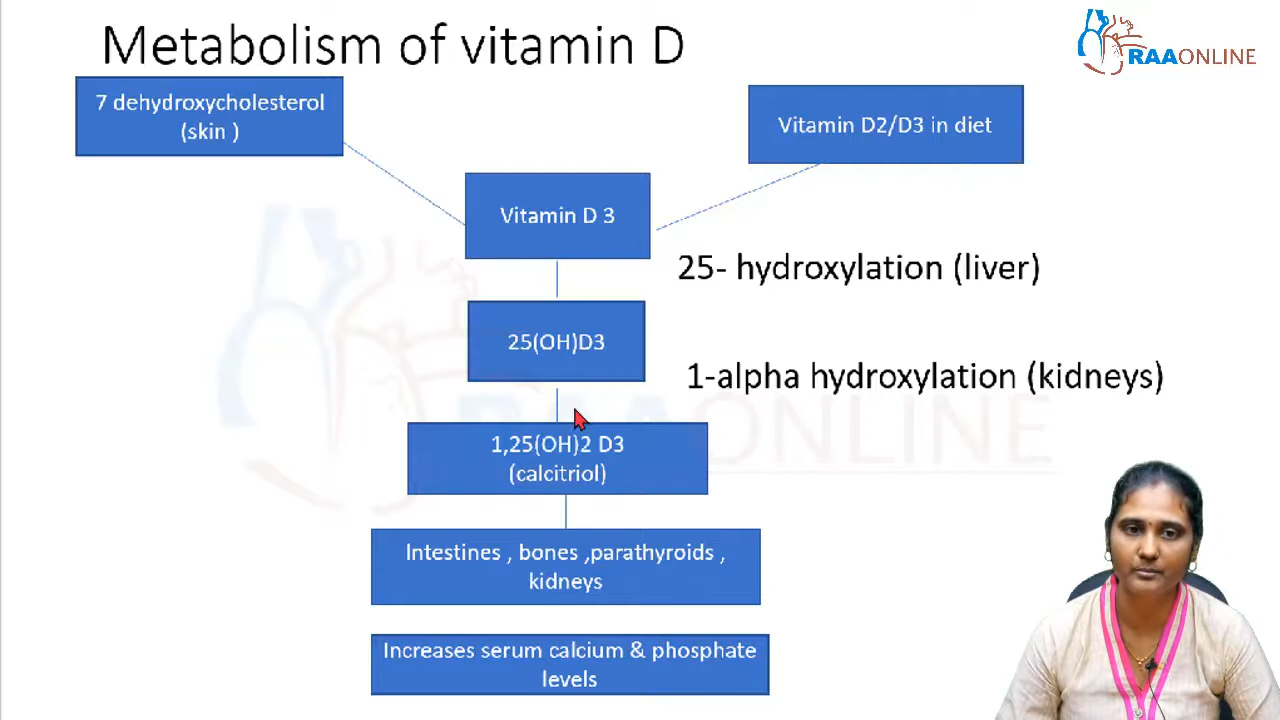 Metabolism of vitamin D
RAAONLINE
7 dehydroxycholesterol
(skin )
Vitamin D2/D3 in diet
Vitamin D 3
25- hydroxylation (liver)
25(OH)D3
1-alpha hydroxylation (kidneys)
RAAONLINE
1,25(OH)2 D3
(calcitriol)
Intestines , bones ,parathyroids ,
kidneys
Increases serum calcium & phosphate
levels